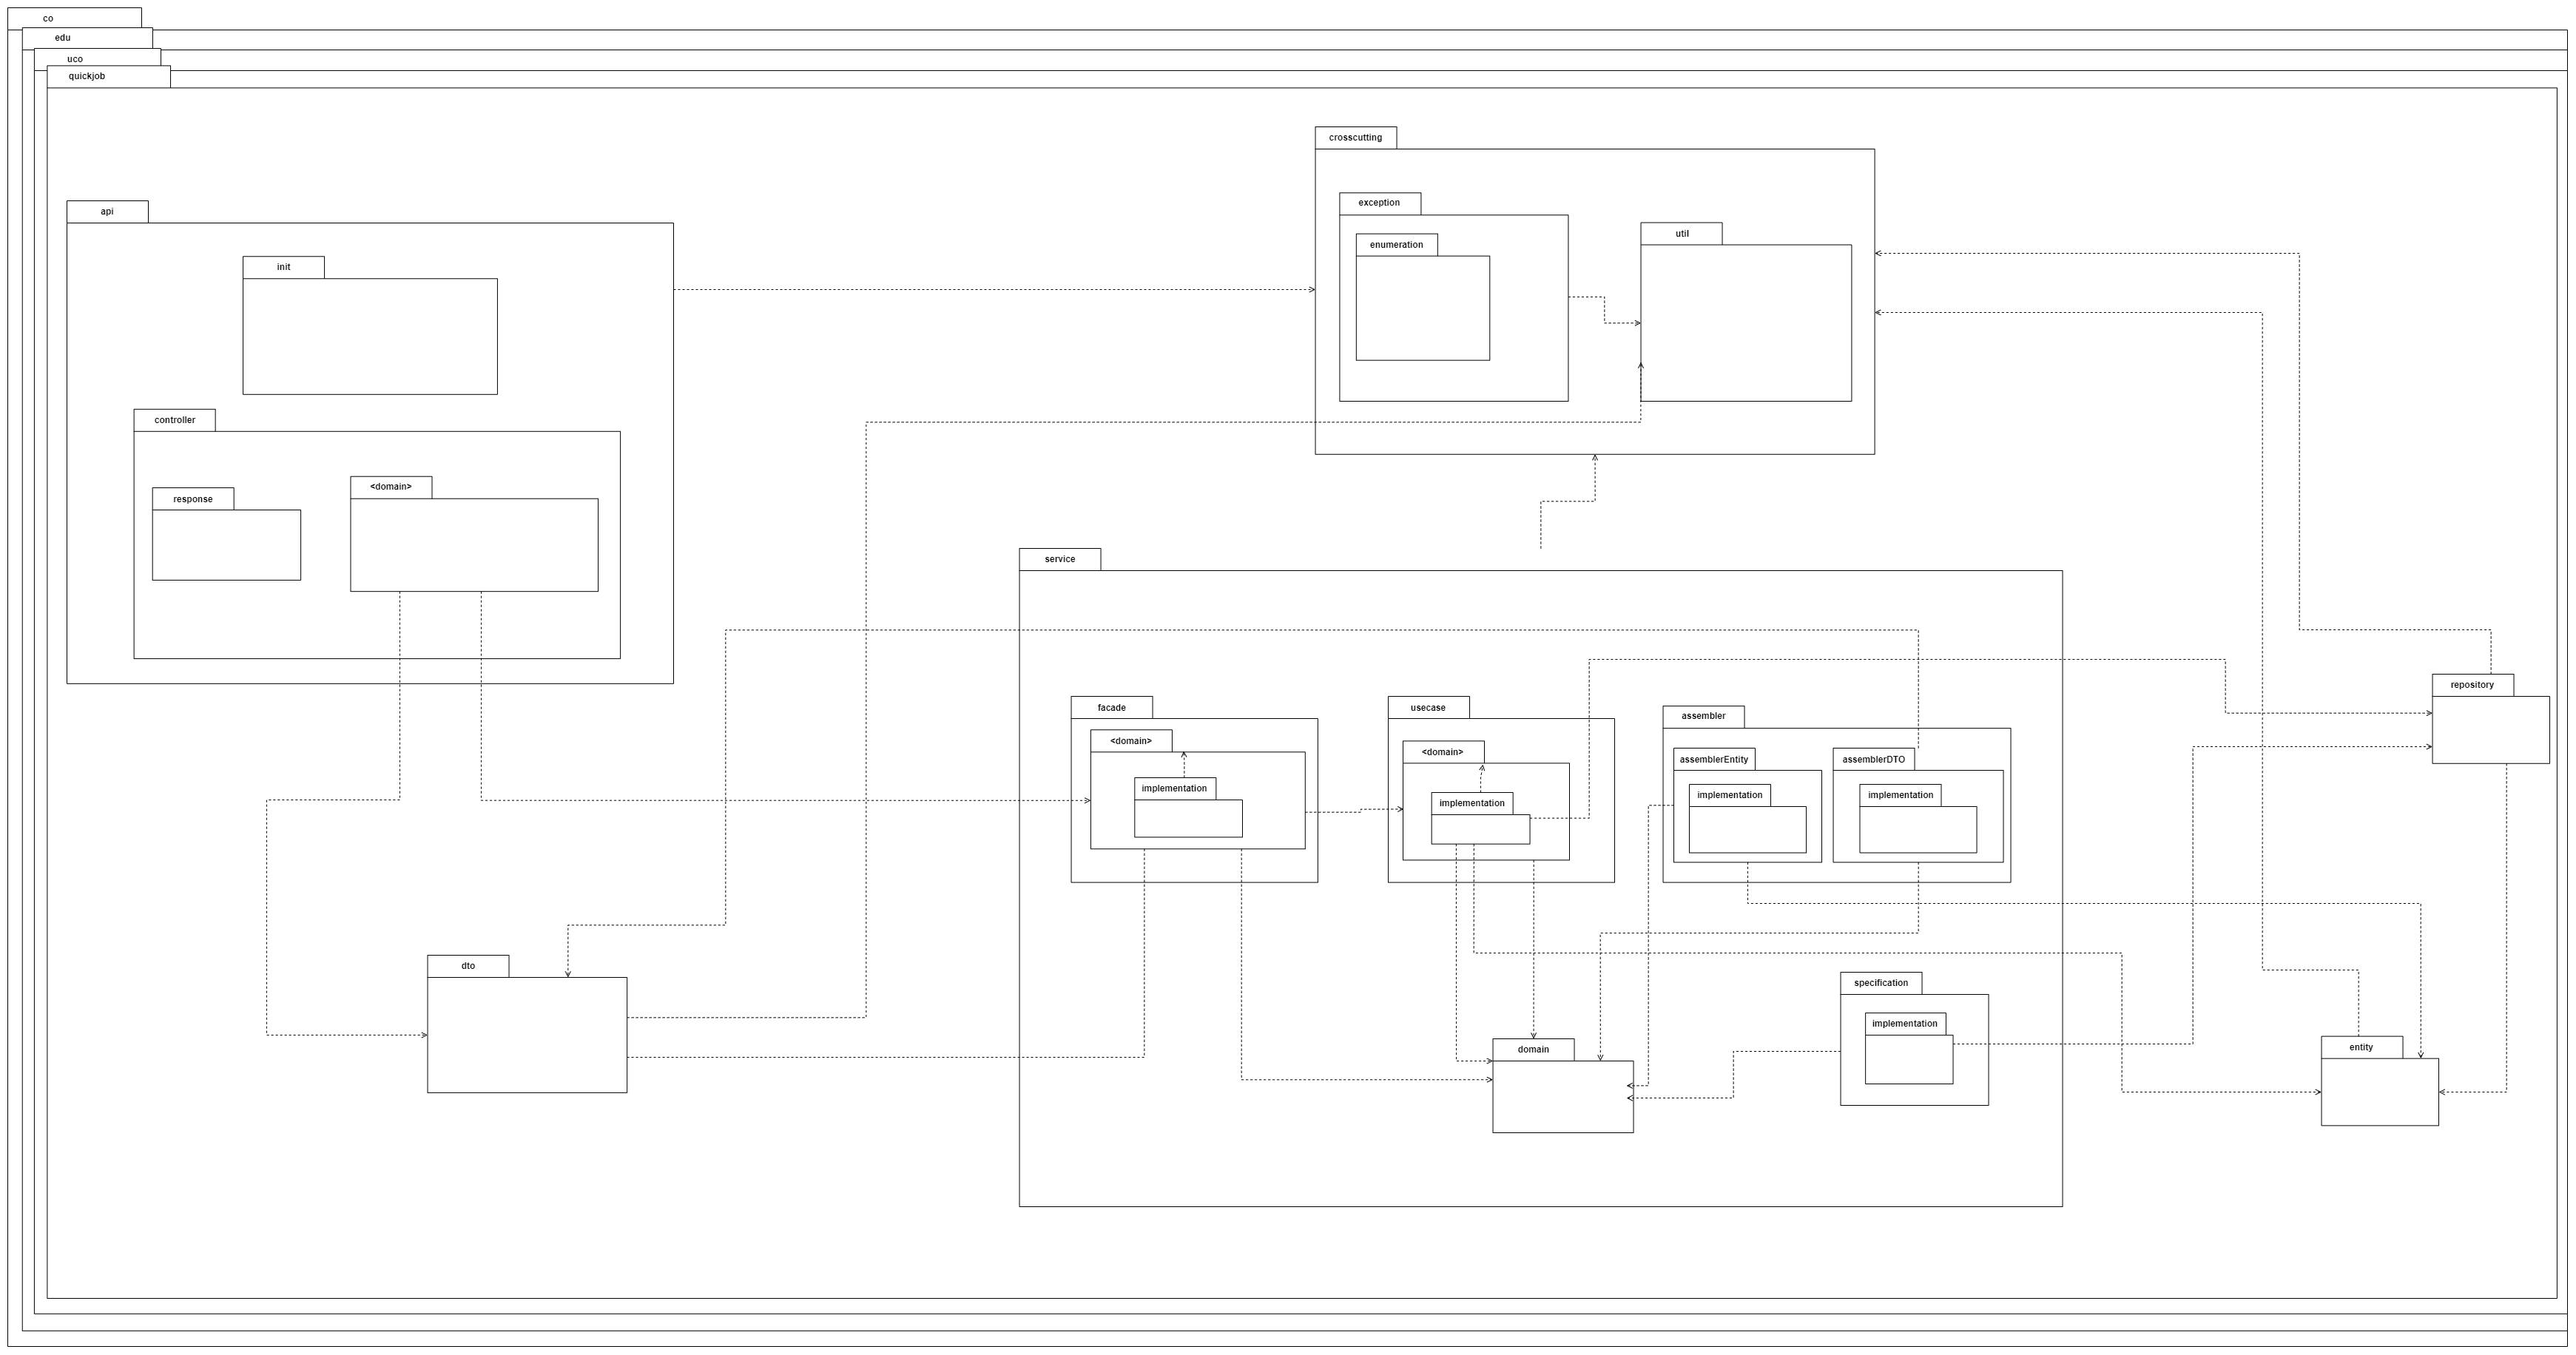 co
edu
uco
quickjob
crosscutting
exception
enumeration
util
api
init
controller
response
<domain>
service
facade
<domain>
implementation
usecase
<domain>
implementation
assembler
assemblerEntity
implementation
assemblerDTO
implementation
repository
dto
domain
specification
implementation
entity